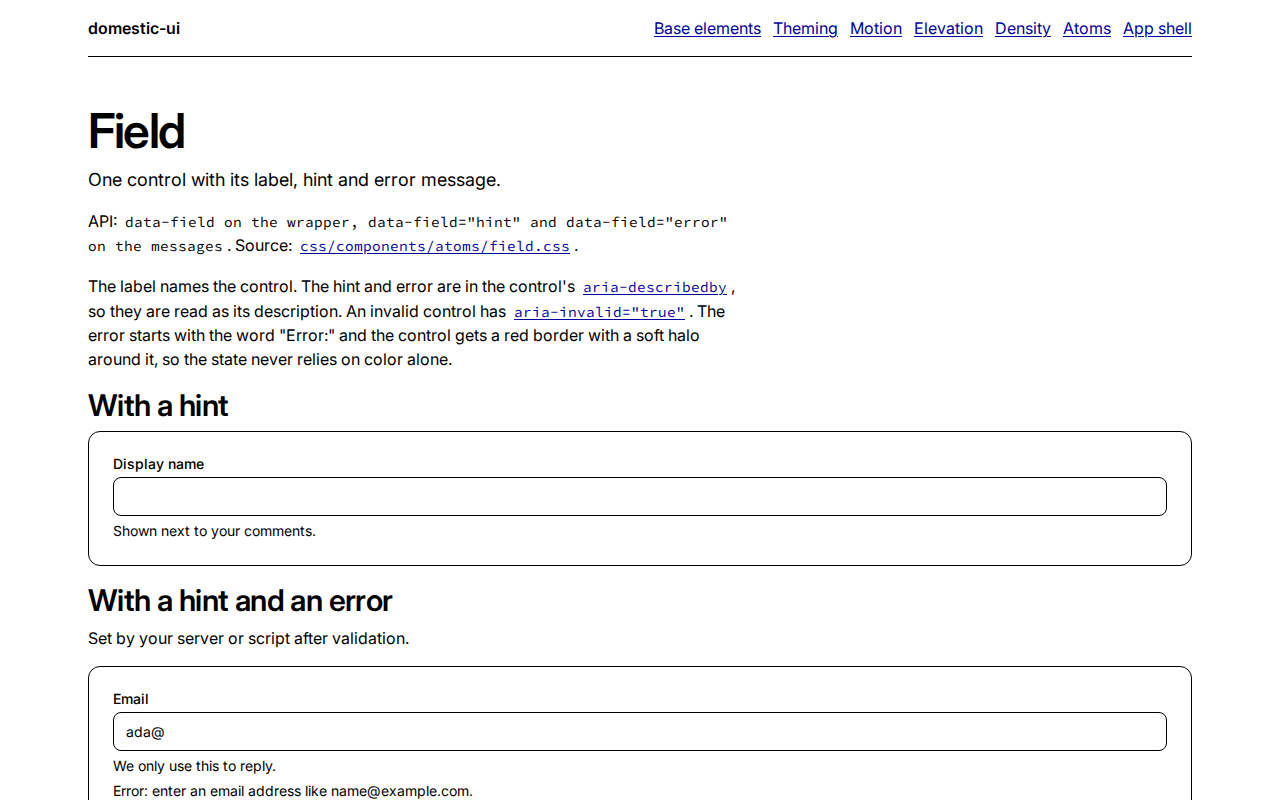 domestic-ui
Base elements Theming Motion Elevation Density Atoms App shell
Field
One control with its label, hint and error message.
API: data-field on the wrapper, data-field="hint" and data-field="error"
on the messages. Source: css/components/atoms/field.css.
The label names the control. The hint and error are in the control's aria-describedby,
so they are read as its description. An invalid control has aria-invalid="true". The
error starts with the word "Error:" and the control gets a red border with a soft halo
around it, so the state never relies on color alone.
With a hint
Display name
Shown next to your comments.
With a hint and an error
Set by your server or script after validation.
Email
ada@
We only use this to reply.
Error: enter an email address like name@example.com.